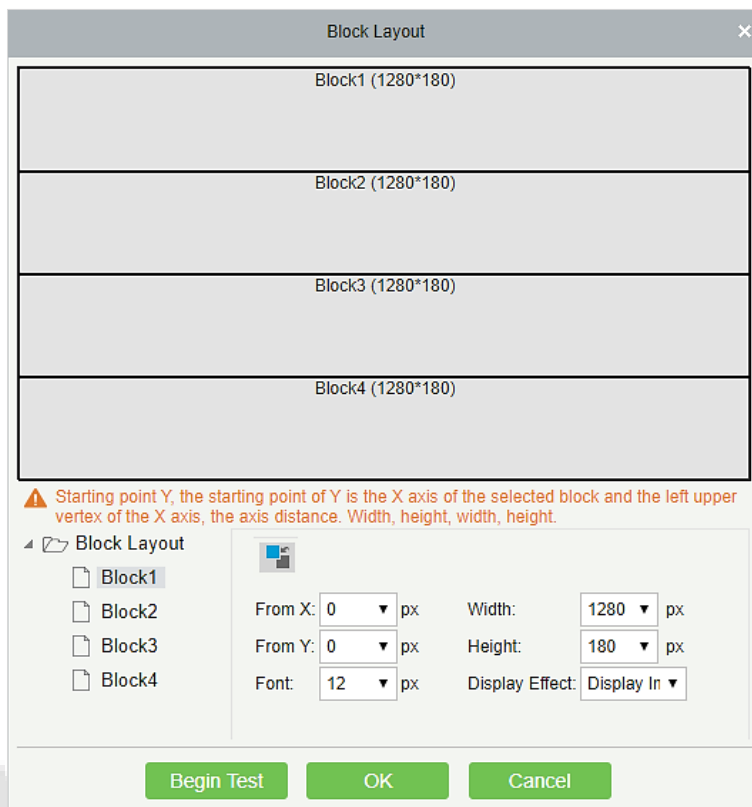 Block Layout
Block1 (1280*180)
Block2 (1280*180)
Block3 (1280*180)
Block4 (1280*180)
Starting point Y, the starting point of Y is the X axis of the selected block and the left upper
vertex of the X axis, the axis distance. Width, height, width, height.
Block Layout
Block1
Block2
Block3
Block4
From X: 0 px Width: 1280 px
From Y: 0 px Height: 180 px
Font: 12 px Display Effect: Display In
Begin Test OK Cancel